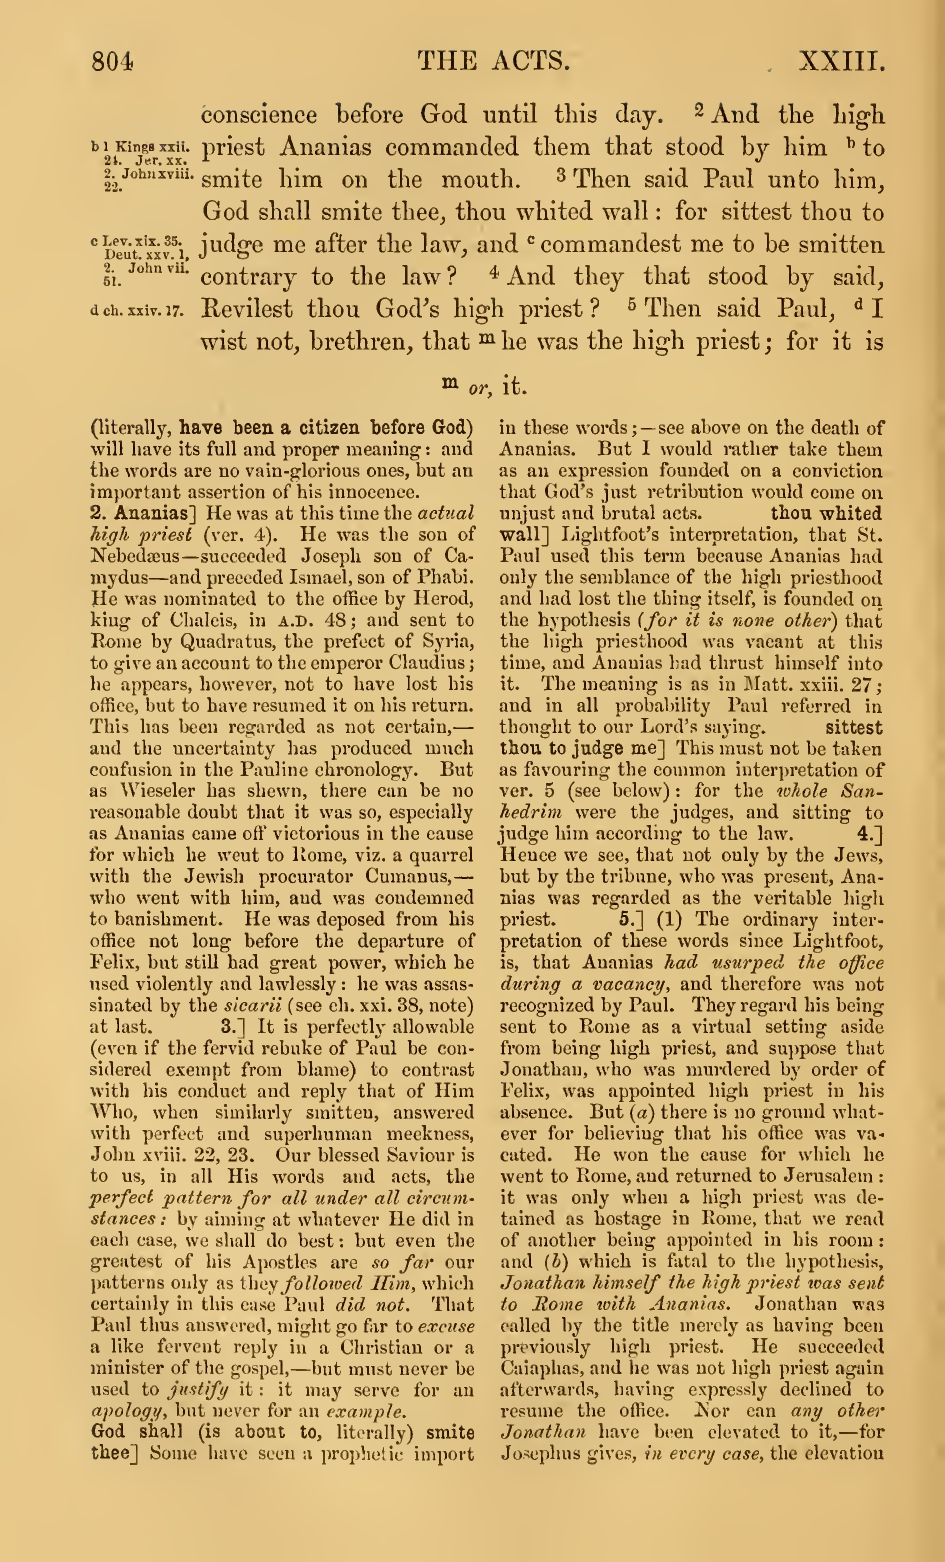 804 THE ACTS. XXIII.
conscience before God until this day. 2 And the high
b 1 Kings xxii. priest Ananias commanded them that stood by him b to
24. Jer. xx.
2. John xviii. smite him on the mouth. 3 Then said Paul unto him,
22.
God shall smite thee, thou whited wall : for sittest thou to
c Lev. xix. 35. judge me after the law, and c commandest me to be smitten
Deut. xxv. 1,
2. John vii. contrary to the law ? 4 And they that stood by said,
51.
d ch. xxiv. 17. Revilest thou God's high priest ? 5 Then said Paul, d I
wist not, brethren, that m he was the high priest ; for it is
m or, it.
(literally, have been a citizen before God)
will have its full and proper meaning : and
the words are no vain-glorious ones, but an
important assertion of his innocence.
2. Ananias] He was at this time the actual
high priest (ver. 4). He was the son of
Nebedæus—succeeded Joseph son of Ca-
mydus—and preceded Ismael, son of Phabi.
He was nominated to the office by Herod,
king of Chalcis, in A.D. 48 ; and sent to
Rome by Quadratus, the prefect of Syria,
to give an account to the emperor Claudius ;
he appears, however, not to have lost his
office, but to have resumed it on his return.
This has been regarded as not certain,—
and the uncertainty has produced much
confusion in the Pauline chronology. But
as Wieseler has shewn, there can be no
reasonable doubt that it was so, especially
as Ananias came off victorious in the cause
for which he went to Rome, viz. a quarrel
with the Jewish procurator Cumanus,—
who went with him, and was condemned
to banishment. He was deposed from his
office not long before the departure of
Felix, but still had great power, which he
used violently and lawlessly : he was assas-
sinated by the sicarii (see ch. xxi. 38, note)
at last. 3.] It is perfectly allowable
(even if the fervid rebuke of Paul be con-
sidered exempt from blame) to contrast
with his conduct and reply that of Him
Who, when similarly smitten, answered
with perfect and superhuman meekness,
John xviii. 22, 23. Our blessed Saviour is
to us, in all His words and acts, the
perfect pattern for all under all circum-
stances : by aiming at whatever He did in
each case, we shall do best : but even the
greatest of his Apostles are so far our
patterns only as they followed Him, which
certainly in this case Paul did not. That
Paul thus answered, might go far to excuse
a like fervent reply in a Christian or a
minister of the gospel,—but must never be
used to justify it : it may serve for an
apology, but never for an example.
God shall (is about to, literally) smite
thee] Some have seen a prophetic import
in these words ;—see above on the death of
Ananias. But I would rather take them
as an expression founded on a conviction
that God's just retribution would come on
unjust and brutal acts. thou whited
wall] Lightfoot's interpretation, that St.
Paul used this term because Ananias had
only the semblance of the high priesthood
and had lost the thing itself, is founded on
the hypothesis (for it is none other) that
the high priesthood was vacant at this
time, and Ananias had thrust himself into
it. The meaning is as in Matt. xxiii. 27 ;
and in all probability Paul referred in
thought to our Lord's saying. sittest
thou to judge me] This must not be taken
as favouring the common interpretation of
ver. 5 (see below) : for the whole San-
hedrim were the judges, and sitting to
judge him according to the law. 4.]
Hence we see, that not only by the Jews,
but by the tribune, who was present, Ana-
nias was regarded as the veritable high
priest. 5.] (1) The ordinary inter-
pretation of these words since Lightfoot,
is, that Ananias had usurped the office
during a vacancy, and therefore was not
recognized by Paul. They regard his being
sent to Rome as a virtual setting aside
from being high priest, and suppose that
Jonathan, who was murdered by order of
Felix, was appointed high priest in his
absence. But (a) there is no ground what-
ever for believing that his office was va-
cated. He won the cause for which he
went to Rome, and returned to Jerusalem :
it was only when a high priest was de-
tained as hostage in Rome, that we read
of another being appointed in his room :
and (b) which is fatal to the hypothesis,
Jonathan himself the high priest was sent
to Rome with Ananias. Jonathan was
called by the title merely as having been
previously high priest. He succeeded
Caiaphas, and he was not high priest again
afterwards, having expressly declined to
resume the office. Nor can any other
Jonathan have been elevated to it,—for
Josephus gives, in every case, the elevation